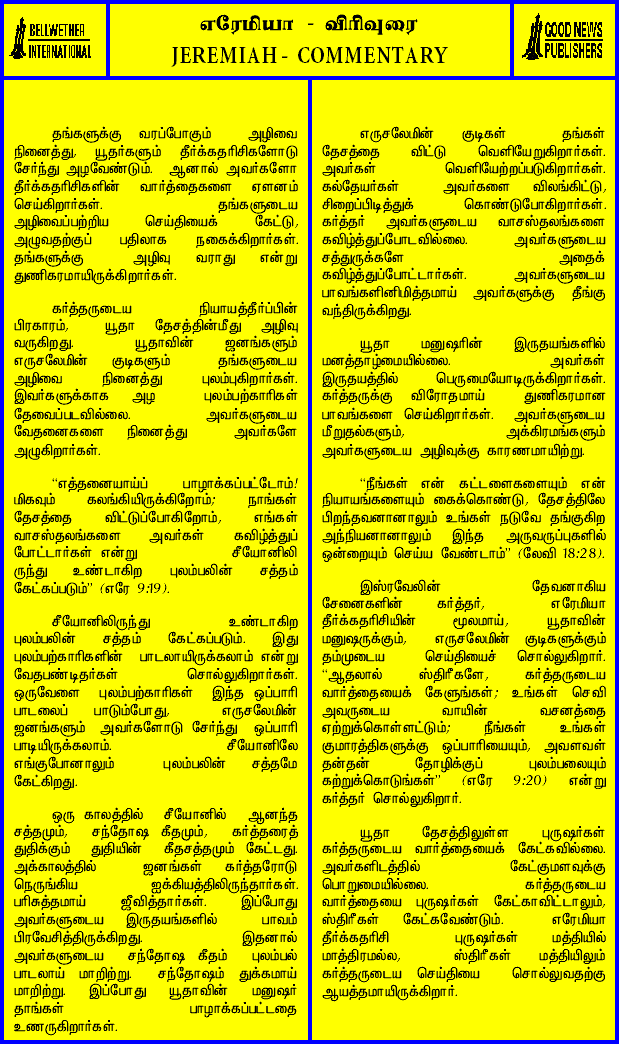 BELLWETHER
INTERNATIONAL
எரேமியா - விரிவுரை
JEREMIAH - COMMENTARY
GOOD NEWS
PUBLISHERS
தங்களுக்கு வரப்போகும் அழிவை
நினைத்து, யூதர்களும் தீர்க்கதரிசிகளோடு
சேர்ந்து அழவேண்டும். ஆனால் அவர்களோ
தீர்க்கதரிசிகளின் வார்த்தைகளை ஏளனம்
செய்கிறார்கள். தங்களுடைய
அழிவைப்பற்றிய செய்தியைக் கேட்டு,
அழுவதற்குப் பதிலாக நகைக்கிறார்கள்.
தங்களுக்கு அழிவு வராது என்று
துணிகரமாயிருக்கிறார்கள்.
கர்த்தருடைய நியாயத்தீர்ப்பின்
பிரகாரம், யூதா தேசத்தின்மீது அழிவு
வருகிறது. யூதாவின் ஜனங்களும்
எருசலேமின் குடிகளும் தங்களுடைய
அழிவை நினைத்து புலம்புகிறார்கள்.
இவர்களுக்காக அழ புலம்பற்காரிகள்
தேவைப்படவில்லை. அவர்களுடைய
வேதனைகளை நினைத்து அவர்களே
அழுகிறார்கள்.
“எத்தனையாய்ப் பாழாக்கப்பட்டோம்!
மிகவும் கலங்கியிருக்கிறோம்; நாங்கள்
தேசத்தை விட்டுப்போகிறோம், எங்கள்
வாசஸ்தலங்களை அவர்கள் கவிழ்த்துப்
போட்டார்கள் என்று சீயோனிலி
ருந்து உண்டாகிற புலம்பலின் சத்தம்
கேட்கப்படும்” (எரே 9:19).
சீயோனிலிருந்து உண்டாகிற
புலம்பலின் சத்தம் கேட்கப்படும். இது
புலம்பற்காரிகளின் பாடலாயிருக்கலாம் என்று
வேதபண்டிதர்கள் சொல்லுகிறார்கள்.
ஒருவேளை புலம்பற்காரிகள் இந்த ஒப்பாரி
பாடலைப் பாடும்போது, எருசலேமின்
ஜனங்களும் அவர்களோடு சேர்ந்து ஒப்பாரி
பாடியிருக்கலாம். சீயோனிலே
எங்குபோனாலும் புலம்பலின் சத்தமே
கேட்கிறது.
ஒரு காலத்தில் சீயோனில் ஆனந்த
சத்தமும், சந்தோஷ கீதமும், கர்த்தரைத்
துதிக்கும் துதியின் கீதசத்தமும் கேட்டது.
அக்காலத்தில் ஜனங்கள் கர்த்தரோடு
நெருங்கிய ஐக்கியத்திலிருந்தார்கள்.
பரிசுத்தமாய் ஜீவித்தார்கள். இப்போது
அவர்களுடைய இருதயங்களில் பாவம்
பிரவேசித்திருக்கிறது. இதனால்
அவர்களுடைய சந்தோஷ கீதம் புலம்பல்
பாடலாய் மாறிற்று. சந்தோஷம் துக்கமாய்
மாறிற்று. இப்போது யூதாவின் மனுஷர்
தாங்கள் பாழாக்கப்பட்டதை
உணருகிறார்கள்.
எருசலேமின் குடிகள் தங்கள்
தேசத்தை விட்டு வெளியேறுகிறார்கள்.
அவர்கள் வெளியேற்றப்படுகிறார்கள்.
கல்தேயர்கள் அவர்களை விலங்கிட்டு,
சிறைப்பிடித்துக் கொண்டுபோகிறார்கள்.
கர்த்தர் அவர்களுடைய வாசஸ்தலங்களை
கவிழ்த்துப்போடவில்லை. அவர்களுடைய
சத்துருக்களே அதைக்
கவிழ்த்துப்போட்டார்கள். அவர்களுடைய
பாவங்களினிமித்தமாய் அவர்களுக்கு தீங்கு
வந்திருக்கிறது.
யூதா மனுஷரின் இருதயங்களில்
மனத்தாழ்மையில்லை. அவர்கள்
இருதயத்தில் பெருமையோடிருக்கிறார்கள்.
கர்த்தருக்கு விரோதமாய் துணிகரமான
பாவங்களை செய்கிறார்கள். அவர்களுடைய
மீறுதல்களும், அக்கிரமங்களும்
அவர்களுடைய அழிவுக்கு காரணமாயிற்று.
“நீங்கள் என் கட்டளைகளையும் என்
நியாயங்களையும் கைக்கொண்டு, தேசத்திலே
பிறந்தவனானாலும் உங்கள் நடுவே தங்குகிற
அந்நியனானாலும் இந்த அருவருப்புகளில்
ஒன்றையும் செய்ய வேண்டாம்” (லேவி 18:28).
இஸ்ரவேலின் தேவனாகிய
சேனைகளின் கர்த்தர், எரேமியா
தீர்க்கதரிசியின் மூலமாய், யூதாவின்
மனுஷருக்கும், எருசலேமின் குடிகளுக்கும்
தம்முடைய செய்தியைச் சொல்லுகிறார்.
“ஆதலால் ஸ்திரீகளே, கர்த்தருடைய
வார்த்தையைக் கேளுங்கள்; உங்கள் செவி
அவருடைய வாயின் வசனத்தை
ஏற்றுக்கொள்ளட்டும்; நீங்கள் உங்கள்
குமாரத்திகளுக்கு ஒப்பாரியையும், அவளவள்
தன்தன் தோழிக்குப் புலம்பலையும்
கற்றுக்கொடுங்கள்” (எரே 9:20) என்று
கர்த்தர் சொல்லுகிறார்.
யூதா தேசத்திலுள்ள புருஷர்கள்
கர்த்தருடைய வார்த்தையைக் கேட்கவில்லை.
அவர்களிடத்தில் கேட்குமளவுக்கு
பொறுமையில்லை. கர்த்தருடைய
வார்த்தையை புருஷர்கள் கேட்காவிட்டாலும்,
ஸ்திரீகள் கேட்கவேண்டும். எரேமியா
தீர்க்கதரிசி புருஷர்கள் மத்தியில்
மாத்திரமல்ல, ஸ்திரீகள் மத்தியிலும்
கர்த்தருடைய செய்தியை சொல்லுவதற்கு
ஆயத்தமாயிருக்கிறார்.